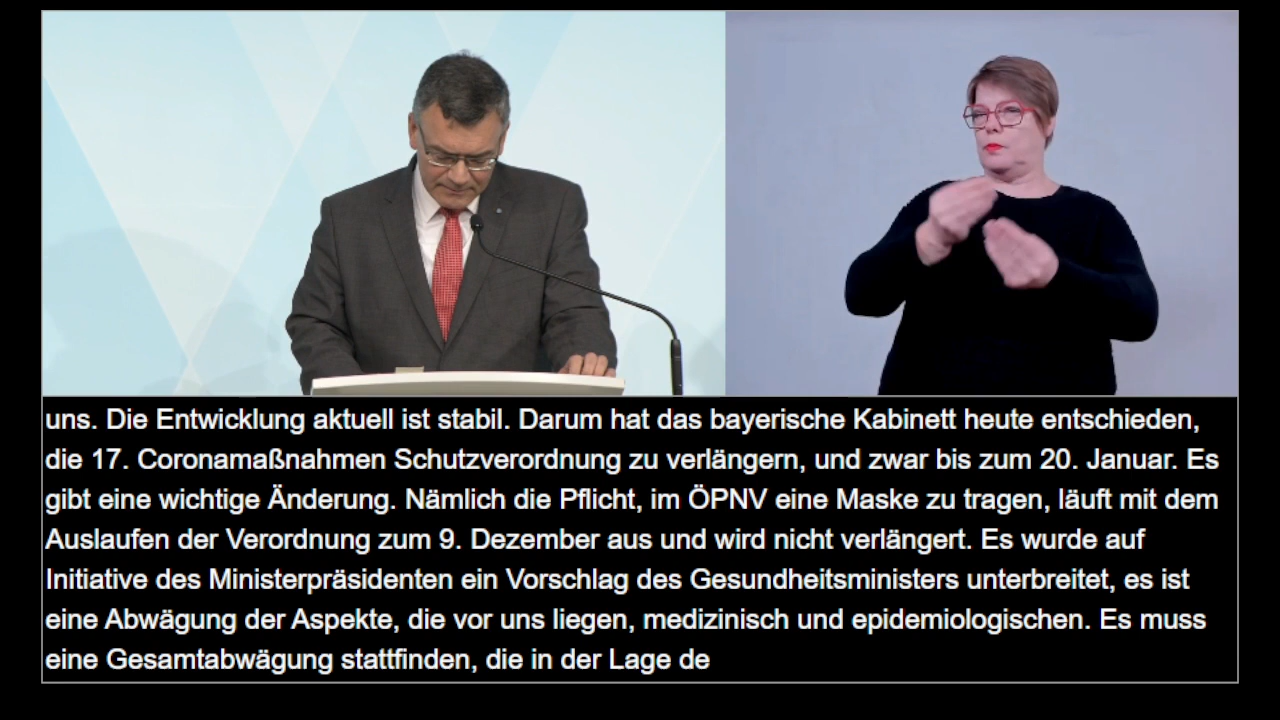 uns. Die Entwicklung aktuell ist stabil. Darum hat das bayerische Kabinett heute entschieden,
die 17. Coronamaßnahmen Schutzverordnung zu verlängern, und zwar bis zum 20. Januar. Es
gibt eine wichtige Änderung. Nämlich die Pflicht, im ÖPNV eine Maske zu tragen, läuft mit dem
Auslaufen der Verordnung zum 9. Dezember aus und wird nicht verlängert. Es wurde auf
Initiative des Ministerpräsidenten ein Vorschlag des Gesundheitsministers unterbreitet, es ist
eine Abwägung der Aspekte, die vor uns liegen, medizinisch und epidemiologischen. Es muss
eine Gesamtabwägung stattfinden, die in der Lage de